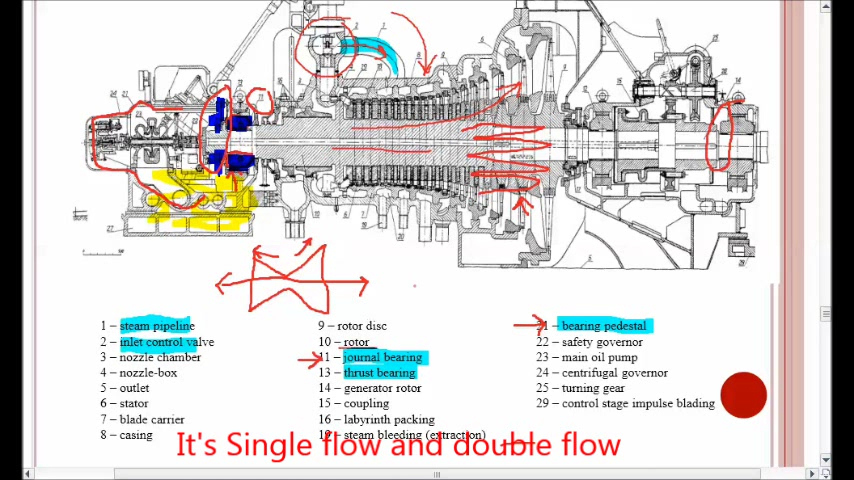 1 – steam pipeline
2 – inlet control valve
3 – nozzle chamber
4 – nozzle-box
5 – outlet
6 – stator
7 – blade carrier
8 – casing
9 – rotor disc
10 – rotor
11 – journal bearing
13 – thrust bearing
14 – generator rotor
15 – coupling
16 – labyrinth packing
19 – steam bleeding (extraction)
21 – bearing pedestal
22 – safety governor
23 – main oil pump
24 – centrifugal governor
25 – turning gear
29 – control stage impulse blading
It's Single flow and double flow